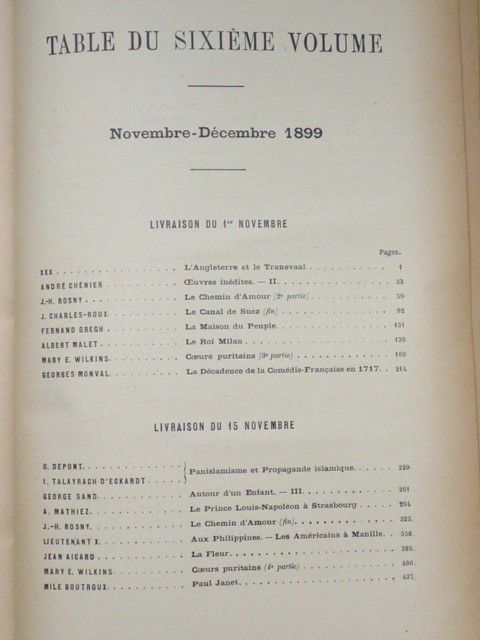 TABLE DU SIXIÈME VOLUME
Novembre-Décembre 1899
LIVRAISON DU 1er NOVEMBRE
Pages.
XXX . . . . . . . . . . . . . L'Angleterre et le Transvaal . . . . . . . . . . 1
ANDRÉ CHÉNIER . . . . . . . . Œuvres inédites. — II. . . . . . . . . . . . 33
J.-H. ROSNY . . . . . . . . . Le Chemin d'Amour (2e partie) . . . . . . . . 59
J. CHARLES-ROUX . . . . . . . Le Canal de Suez (fin) . . . . . . . . . . . 92
FERNAND GREGH . . . . . . . . La Maison du Peuple. . . . . . . . . . . . . 131
ALBERT MALET . . . . . . . . Le Roi Milan . . . . . . . . . . . . . . . . 136
MARY E. WILKINS. . . . . . . Cœurs puritains (3e partie) . . . . . . . . . 160
GEORGES MONVAL . . . . . . . La Décadence de la Comédie-Française en 1717. . 214
LIVRAISON DU 15 NOVEMBRE
O. DEPONT. . . . . . . . . .
I. TALAYRACH D'ECKARDT . . . . } Panislamisme et Propagande islamique. . . . . . 229
GEORGE SAND. . . . . . . . . Autour d'un Enfant. — III. . . . . . . . . . 261
A. MATHIEZ . . . . . . . . . Le Prince Louis-Napoléon à Strasbourg . . . . 294
J.-H. ROSNY. . . . . . . . . Le Chemin d'Amour (fin). . . . . . . . . . . 323
LIEUTENANT X. . . . . . . . . Aux Philippines. — Les Américains à Manille. . 358
JEAN AICARD . . . . . . . . . La Fleur. . . . . . . . . . . . . . . . . . 395
MARY E. WILKINS. . . . . . . Cœurs puritains (4e partie) . . . . . . . . . 400
MILE BOUTROUX . . . . . . . . Paul Janet. . . . . . . . . . . . . . . . . 437